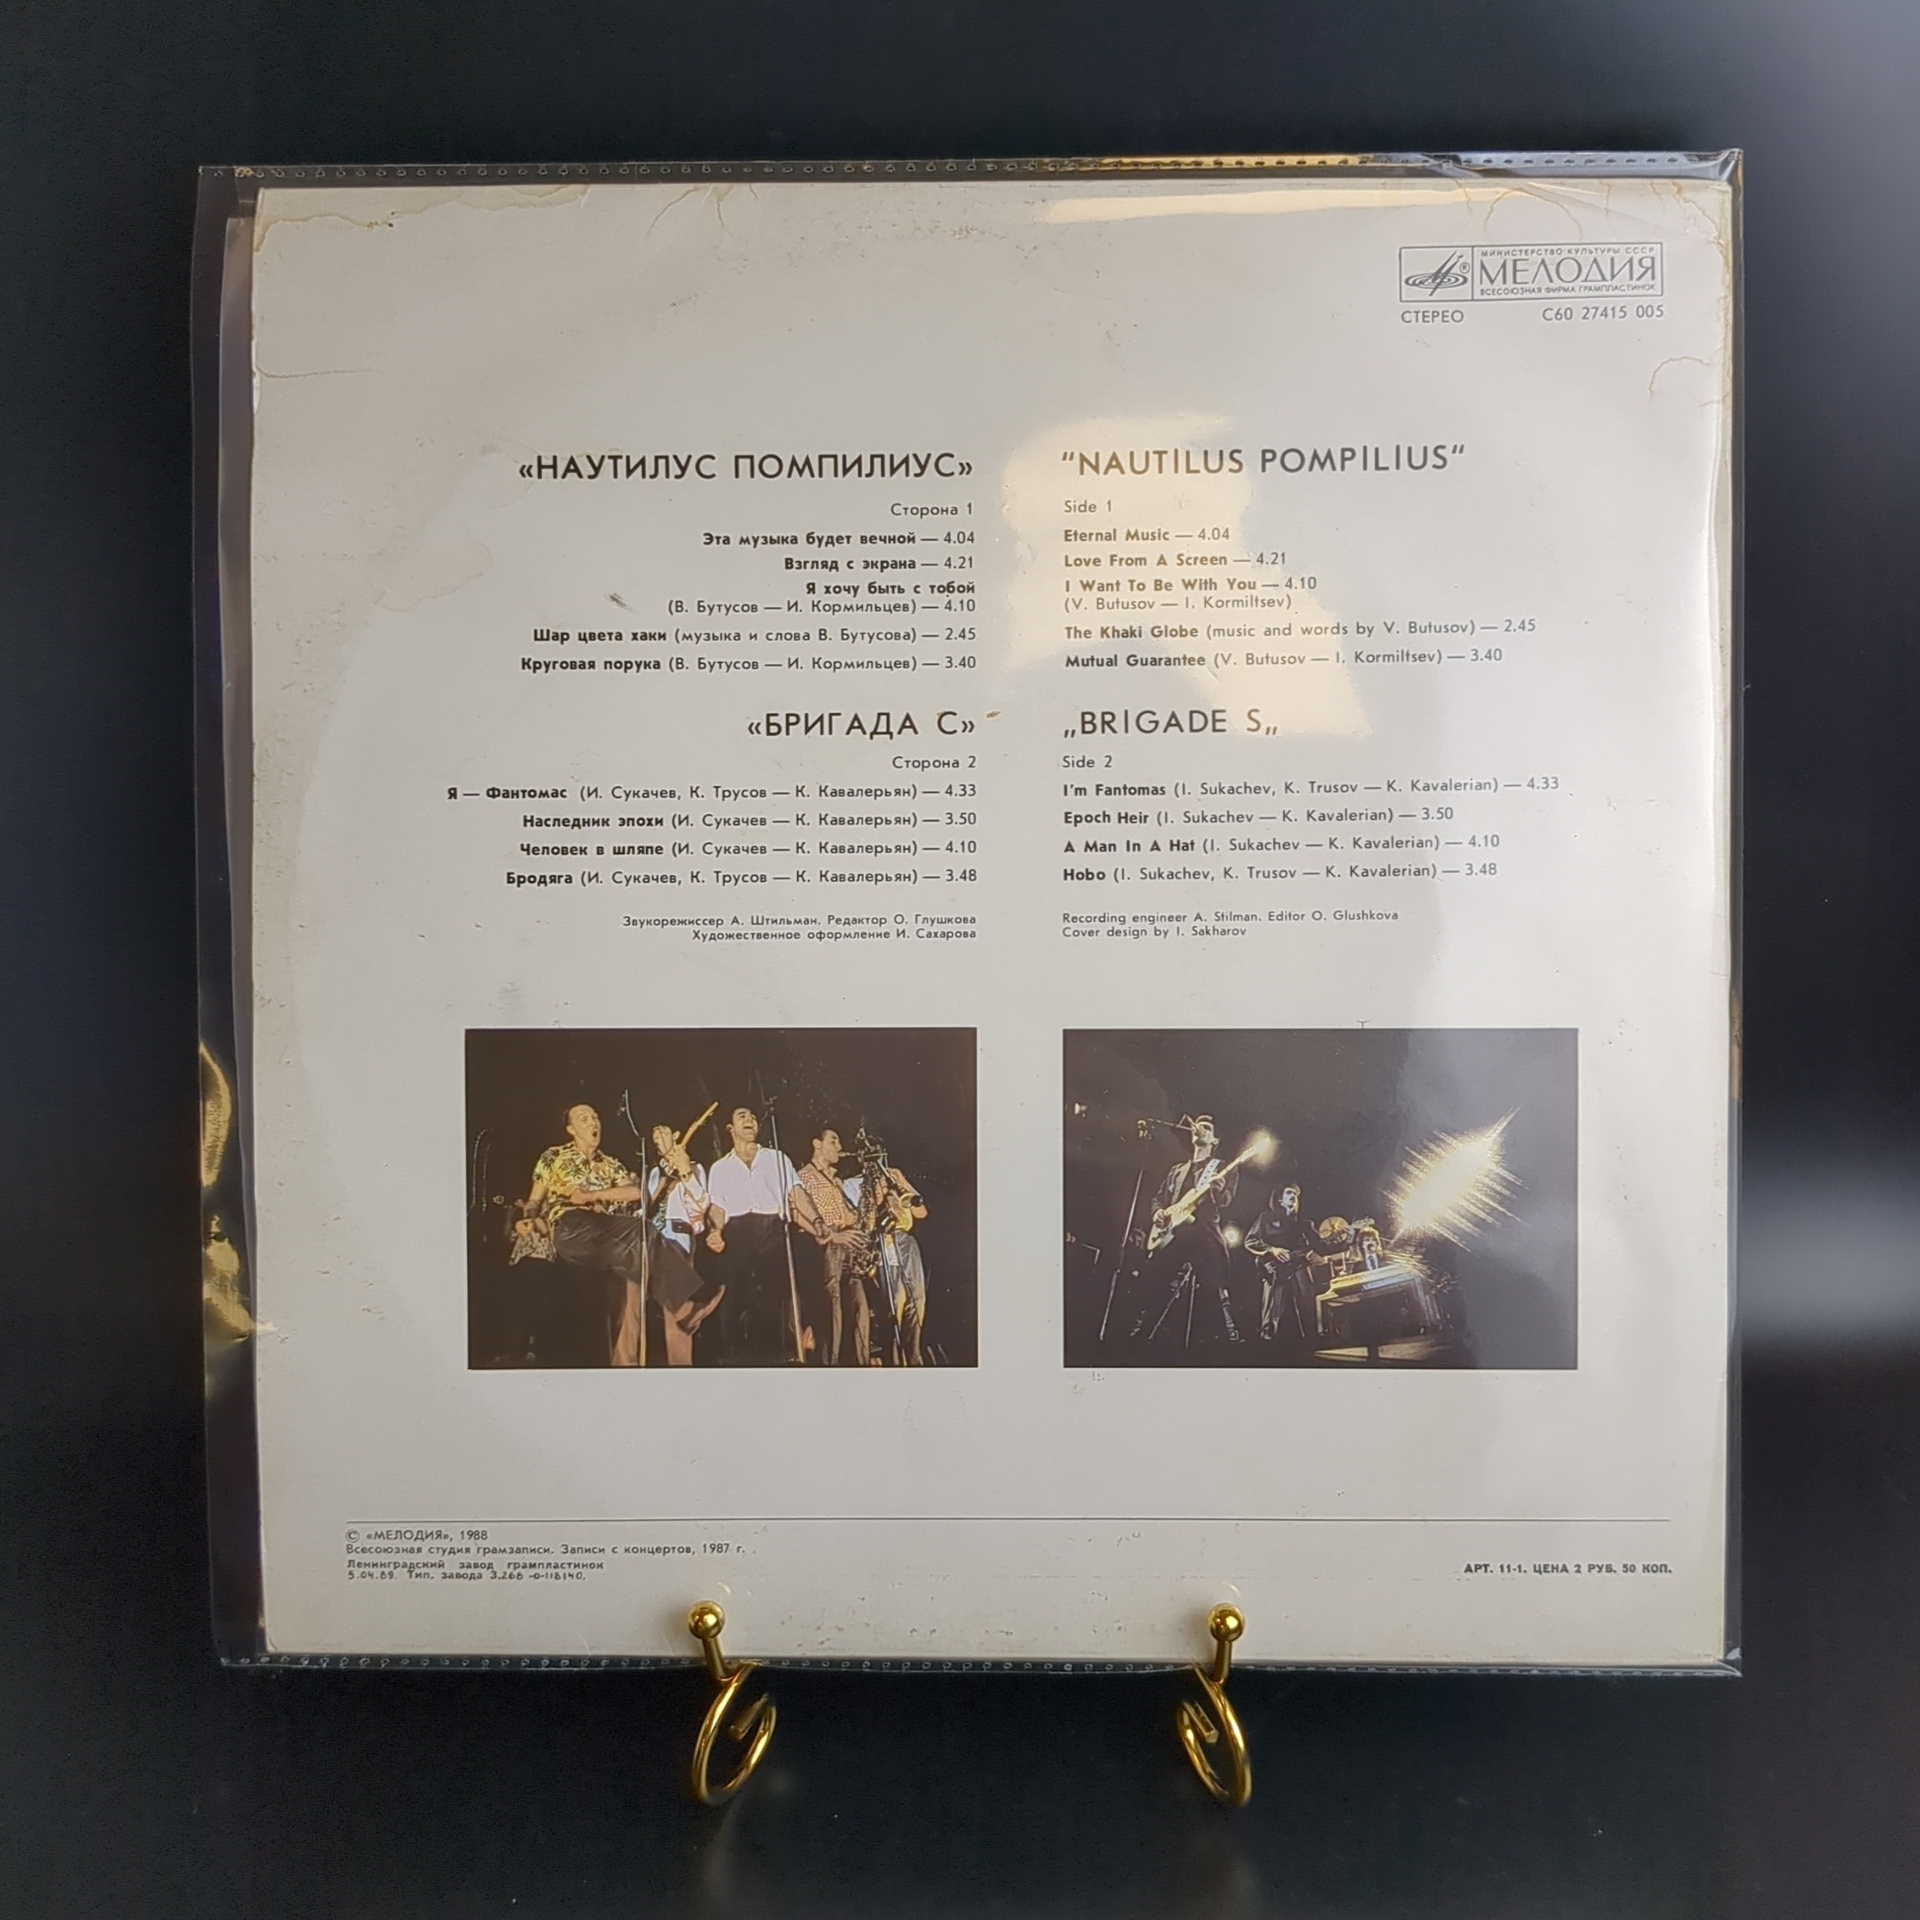 МИНИСТЕРСТВО КУЛЬТУРЫ СССР
МЕЛОДИЯ
ВСЕСОЮЗНАЯ ФИРМА ГРАМПЛАСТИНОК
СТЕРЕО С60 27415 005
«НАУТИЛУС ПОМПИЛИУС»
Сторона 1
Эта музыка будет вечной — 4.04
Взгляд с экрана — 4.21
Я хочу быть с тобой
(В. Бутусов — И. Кормильцев) — 4.10
Шар цвета хаки (музыка и слова В. Бутусова) — 2.45
Круговая порука (В. Бутусов — И. Кормильцев) — 3.40
«БРИГАДА С»
Сторона 2
Я — Фантомас (И. Сукачев, К. Трусов — К. Кавалерьян) — 4.33
Наследник эпохи (И. Сукачев — К. Кавалерьян) — 3.50
Человек в шляпе (И. Сукачев — К. Кавалерьян) — 4.10
Бродяга (И. Сукачев, К. Трусов — К. Кавалерьян) — 3.48
Звукорежиссер А. Штильман. Редактор О. Глушкова
Художественное оформление И. Сахарова
"NAUTILUS POMPILIUS"
Side 1
Eternal Music — 4.04
Love From A Screen — 4.21
I Want To Be With You — 4.10
(V. Butusov — I. Kormiltsev)
The Khaki Globe (music and words by V. Butusov) — 2.45
Mutual Guarantee (V. Butusov — I. Kormiltsev) — 3.40
„BRIGADE S„
Side 2
I'm Fantomas (I. Sukachev, K. Trusov — K. Kavalerian) — 4.33
Epoch Heir (I. Sukachev — K. Kavalerian) — 3.50
A Man In A Hat (I. Sukachev — K. Kavalerian) — 4.10
Hobo (I. Sukachev, K. Trusov — K. Kavalerian) — 3.48
Recording engineer A. Stilman. Editor O. Glushkova
Cover design by I. Sakharov
© «МЕЛОДИЯ», 1988
Всесоюзная студия грамзаписи. Записи с концертов, 1987 г.
Ленинградский завод грампластинок
5.04.89. Тип. завода З.266 -0-118140.
АРТ. 11-1. ЦЕНА 2 РУБ. 50 КОП.